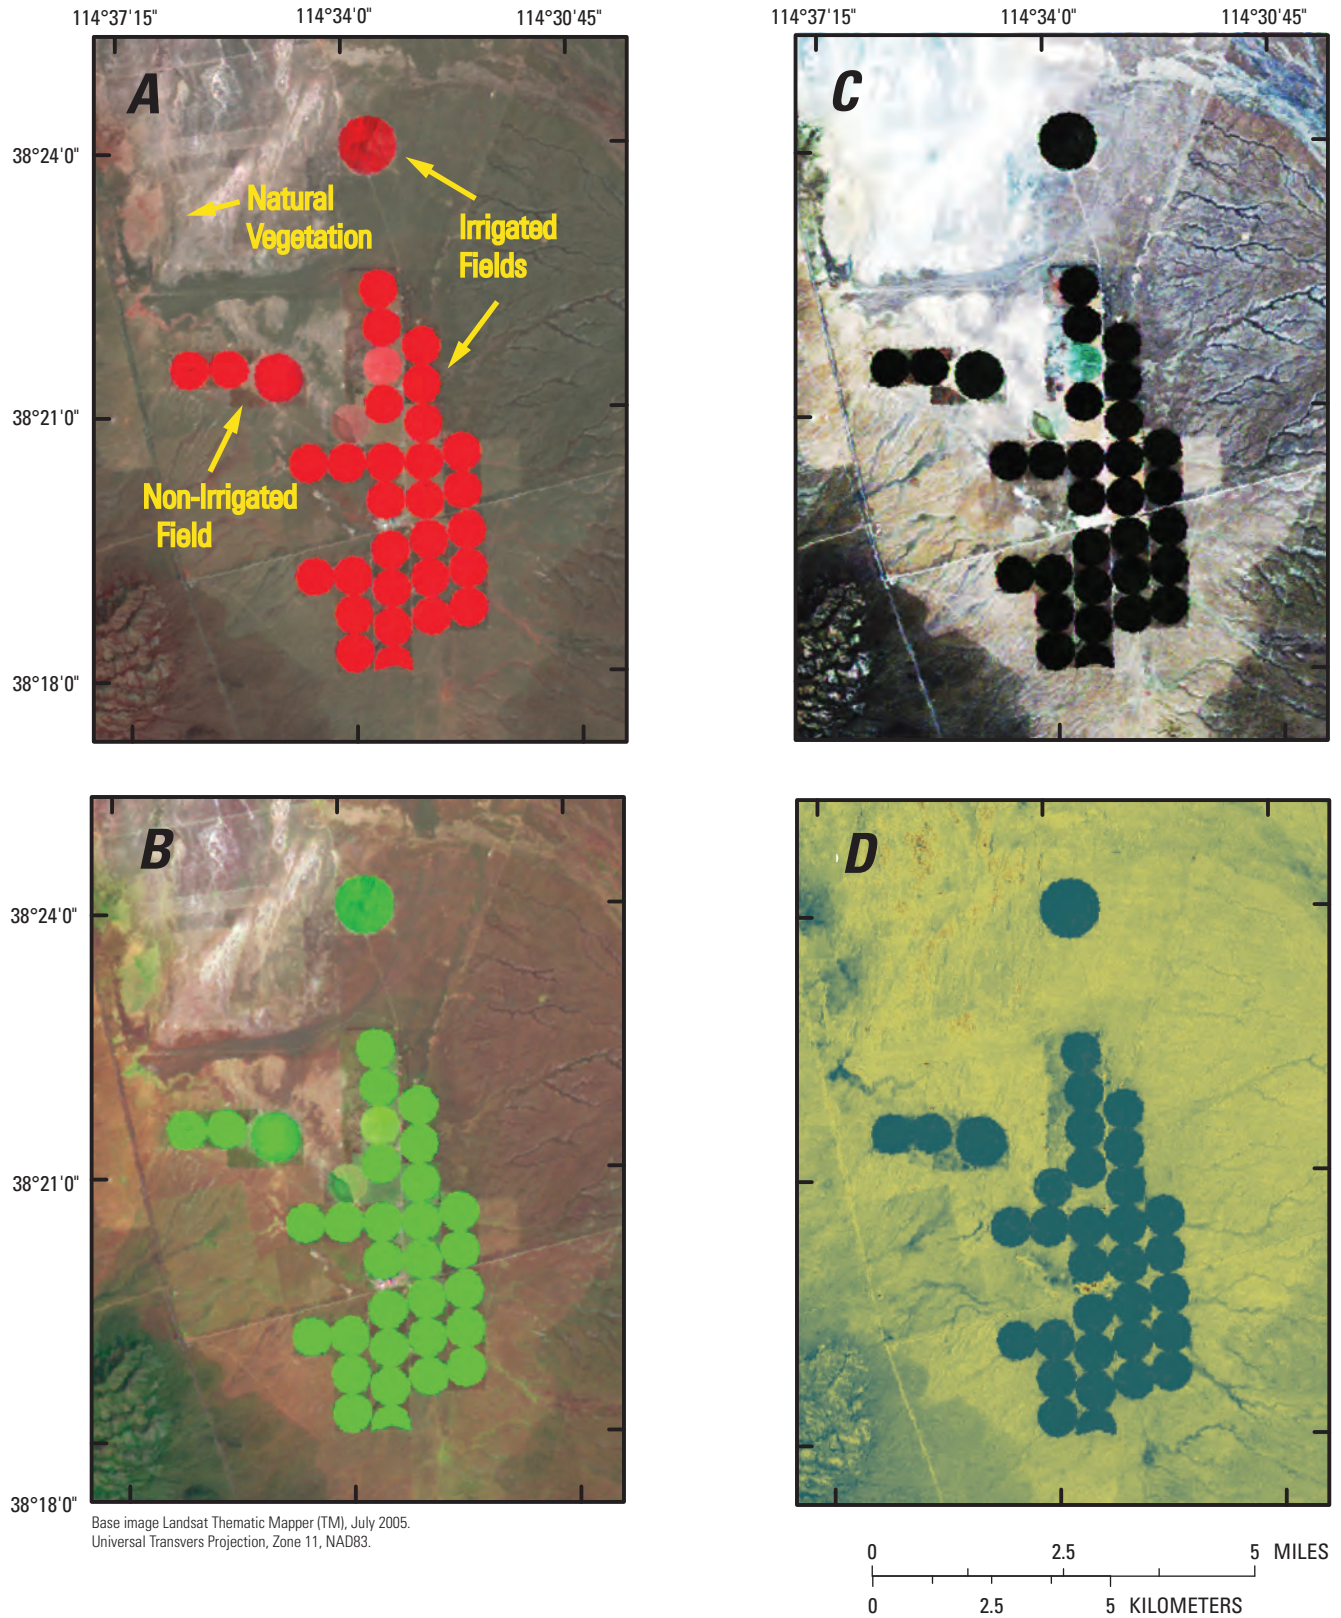 114°37'15" 114°34'0" 114°30'45"
114°37'15" 114°34'0" 114°30'45"
A
C
38°24'0"
Natural
Vegetation
Irrigated
Fields
38°21'0"
Non-Irrigated
Field
38°18'0"
B
D
38°24'0"
38°21'0"
38°18'0"
Base image Landsat Thematic Mapper (TM), July 2005.
Universal Transvers Projection, Zone 11, NAD83.
0 2.5 5 MILES
0 2.5 5 KILOMETERS